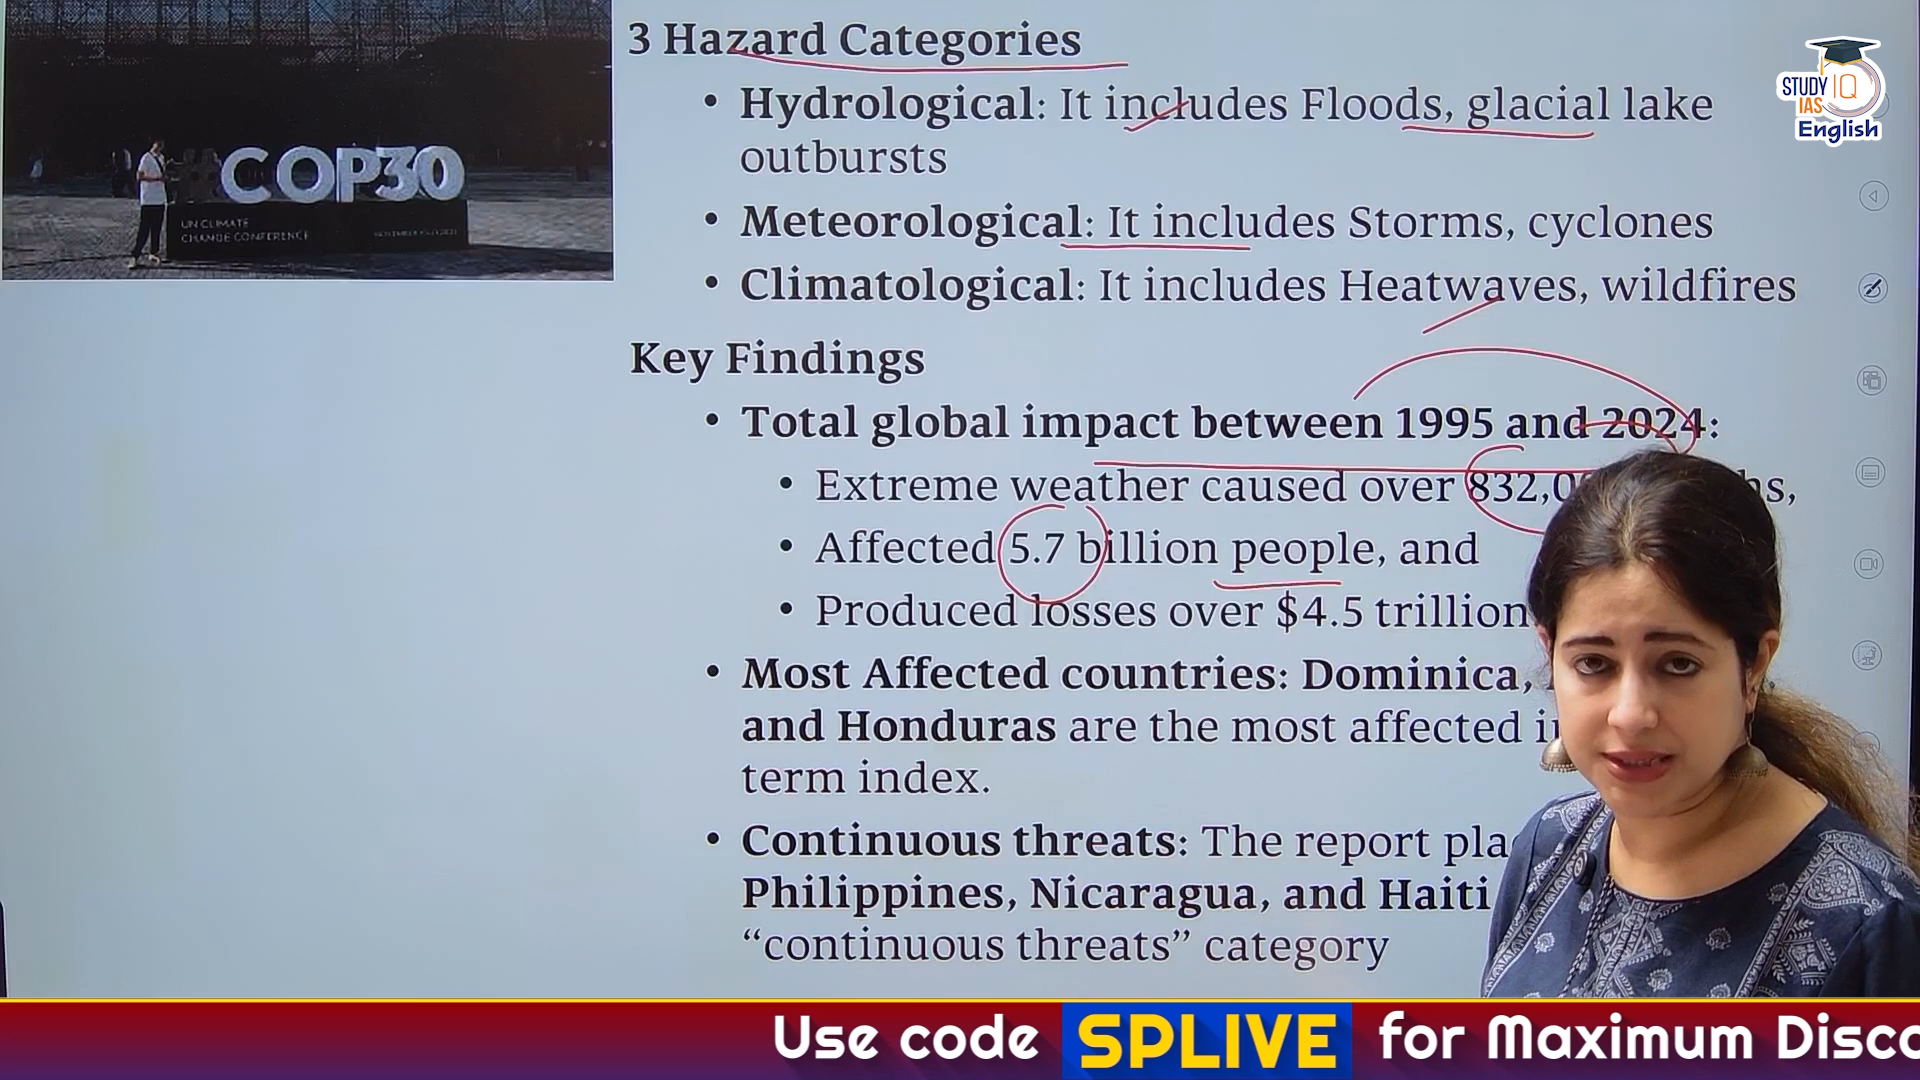 COP30
UN CLIMATE
CHANGE CONFERENCE
3 Hazard Categories
• Hydrological: It includes Floods, glacial lake
outbursts
• Meteorological: It includes Storms, cyclones
• Climatological: It includes Heatwaves, wildfires
Key Findings
• Total global impact between 1995 and 2024:
• Extreme weather caused over 832,0
• Affected 5.7 billion people, and
• Produced losses over $4.5 trillion
• Most Affected countries: Dominica,
and Honduras are the most affected
term index.
• Continuous threats: The report
Philippines, Nicaragua, and Haiti
“continuous threats” category
STUDY IQ
IAS
English
Use code SPLIVE for Maximum Disco